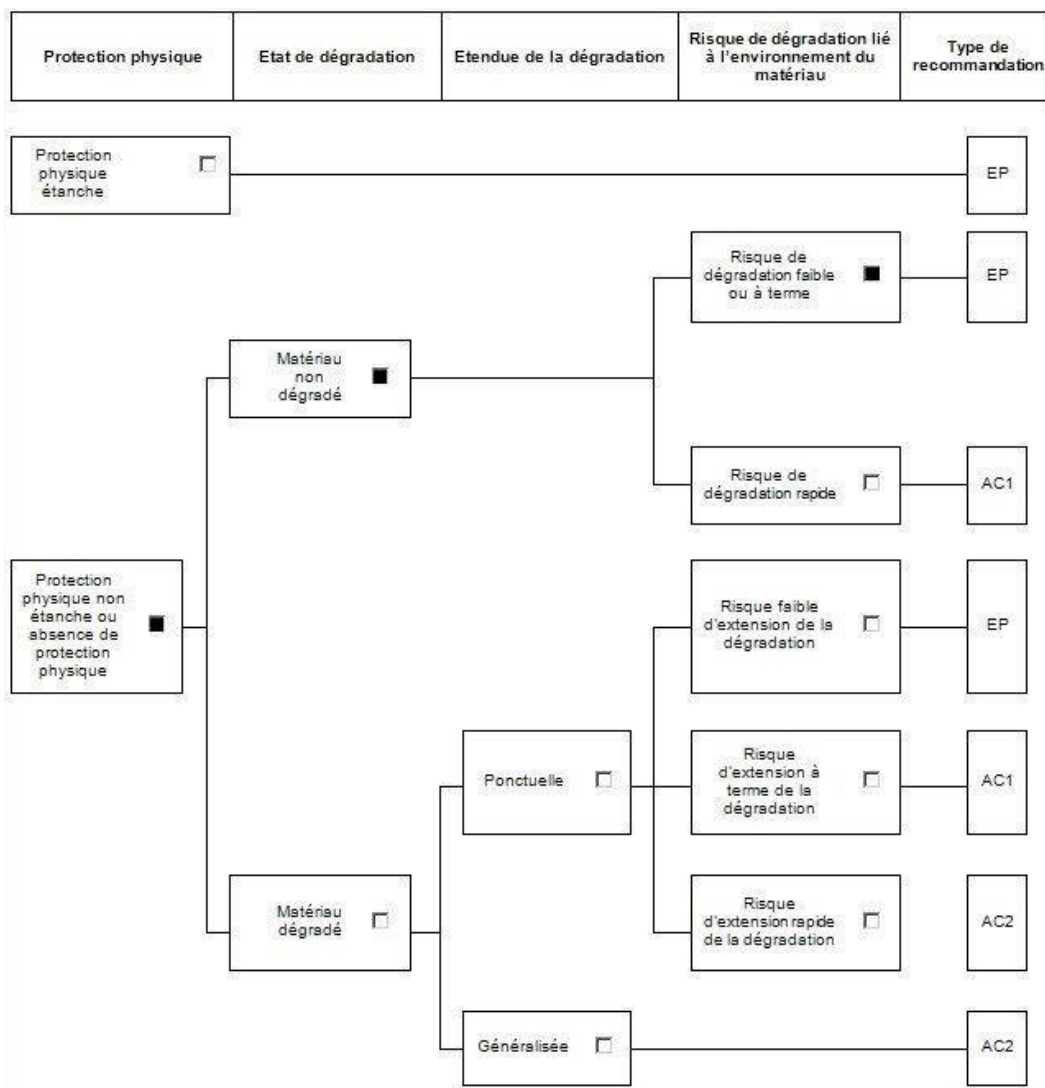 Protection physique
Etat de dégradation
Etendue de la dégradation
Risque de dégradation lié
à l'environnement du
matériau
Type de
recommandation
Protection
physique
étanche
EP
Risque de
dégradation faible
ou à terme
EP
Matériau
non
dégradé
Risque de
dégradation rapide
AC1
Protection
physique non
étanche ou
absence de
protection
physique
Risque faible
d'extension de la
dégradation
EP
Ponctuelle
Risque
d'extension à
terme de la
dégradation
AC1
Matériau
dégradé
Risque
d'extension rapide
de la dégradation
AC2
Généralisée
AC2